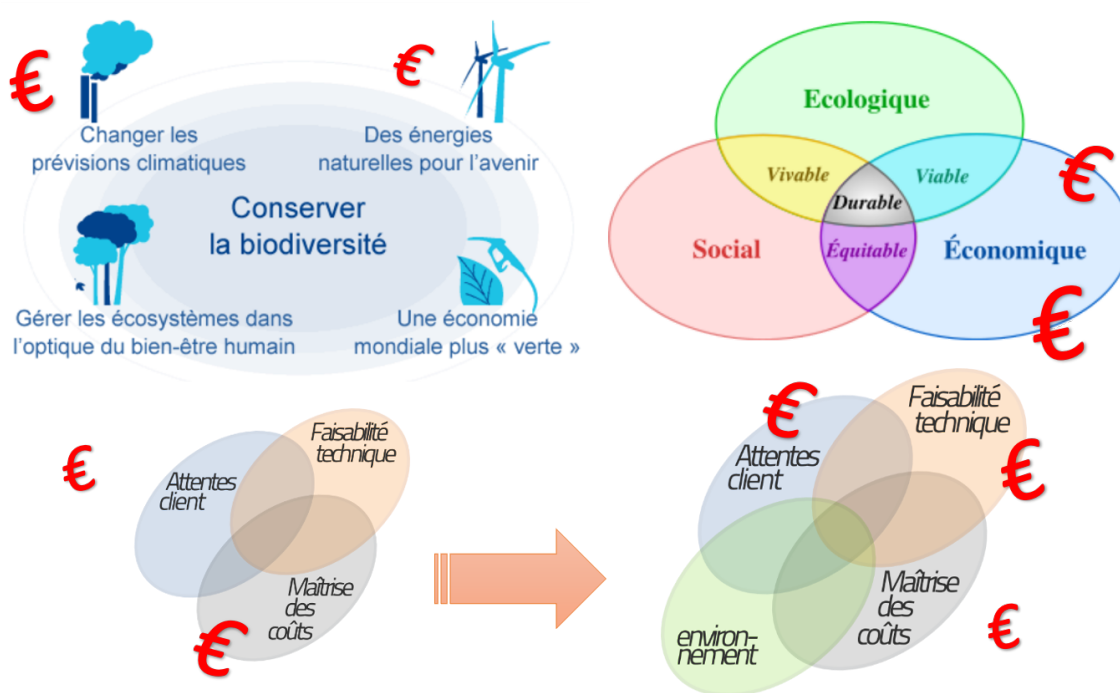 €
€
Changer les
prévisions climatiques
Des énergies
naturelles pour l'avenir
Conserver
la biodiversité
Gérer les écosystèmes dans
l'optique du bien-être humain
Une économie
mondiale plus « verte »
Ecologique
Vivable
Viable
€
Durable
Social
Équitable
Économique
€
€
Attentes
client
Faisabilité
technique
Maîtrise
des
coûts
€
€
Attentes
client
Faisabilité
technique
€
environ-
nement
Maîtrise
des
coûts
€